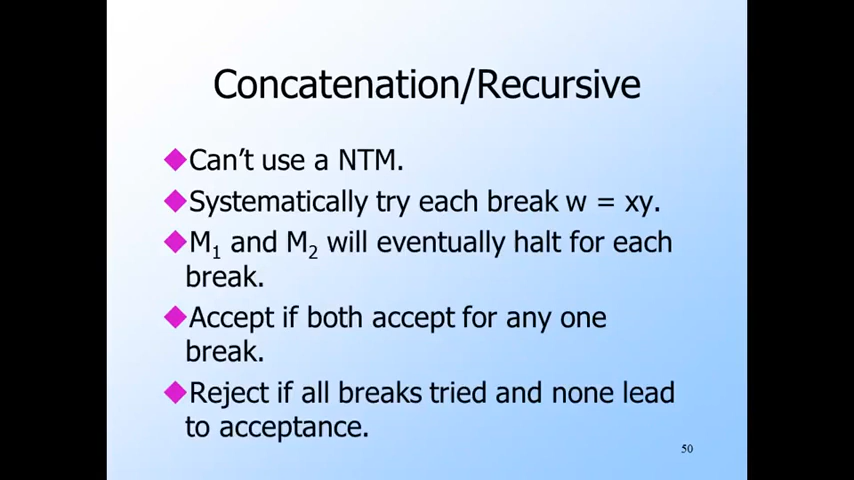 Concatenation/Recursive
◆Can't use a NTM.
◆Systematically try each break w = xy.
◆M₁ and M₂ will eventually halt for each
break.
◆Accept if both accept for any one
break.
◆Reject if all breaks tried and none lead
to acceptance.
50